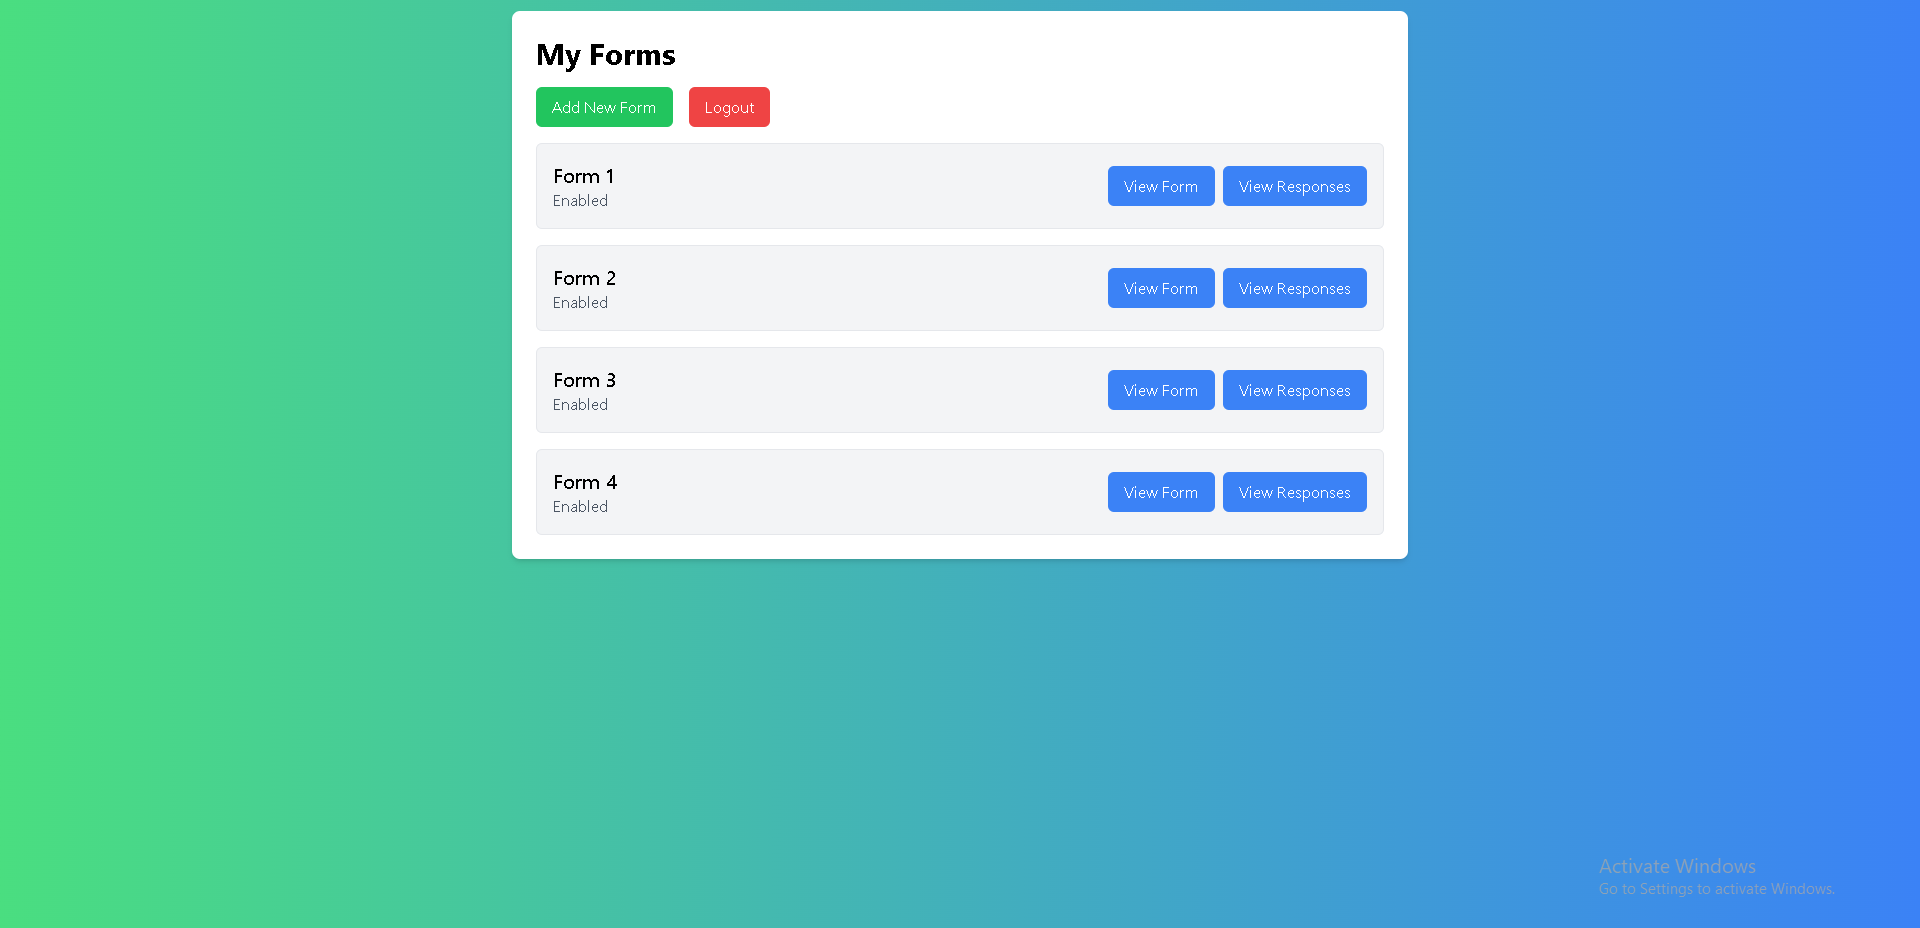 My Forms
Add New Form
Logout
Form 1
Enabled
View Form
View Responses
Form 2
Enabled
View Form
View Responses
Form 3
Enabled
View Form
View Responses
Form 4
Enabled
View Form
View Responses
Activate Windows
Go to Settings to activate Windows.